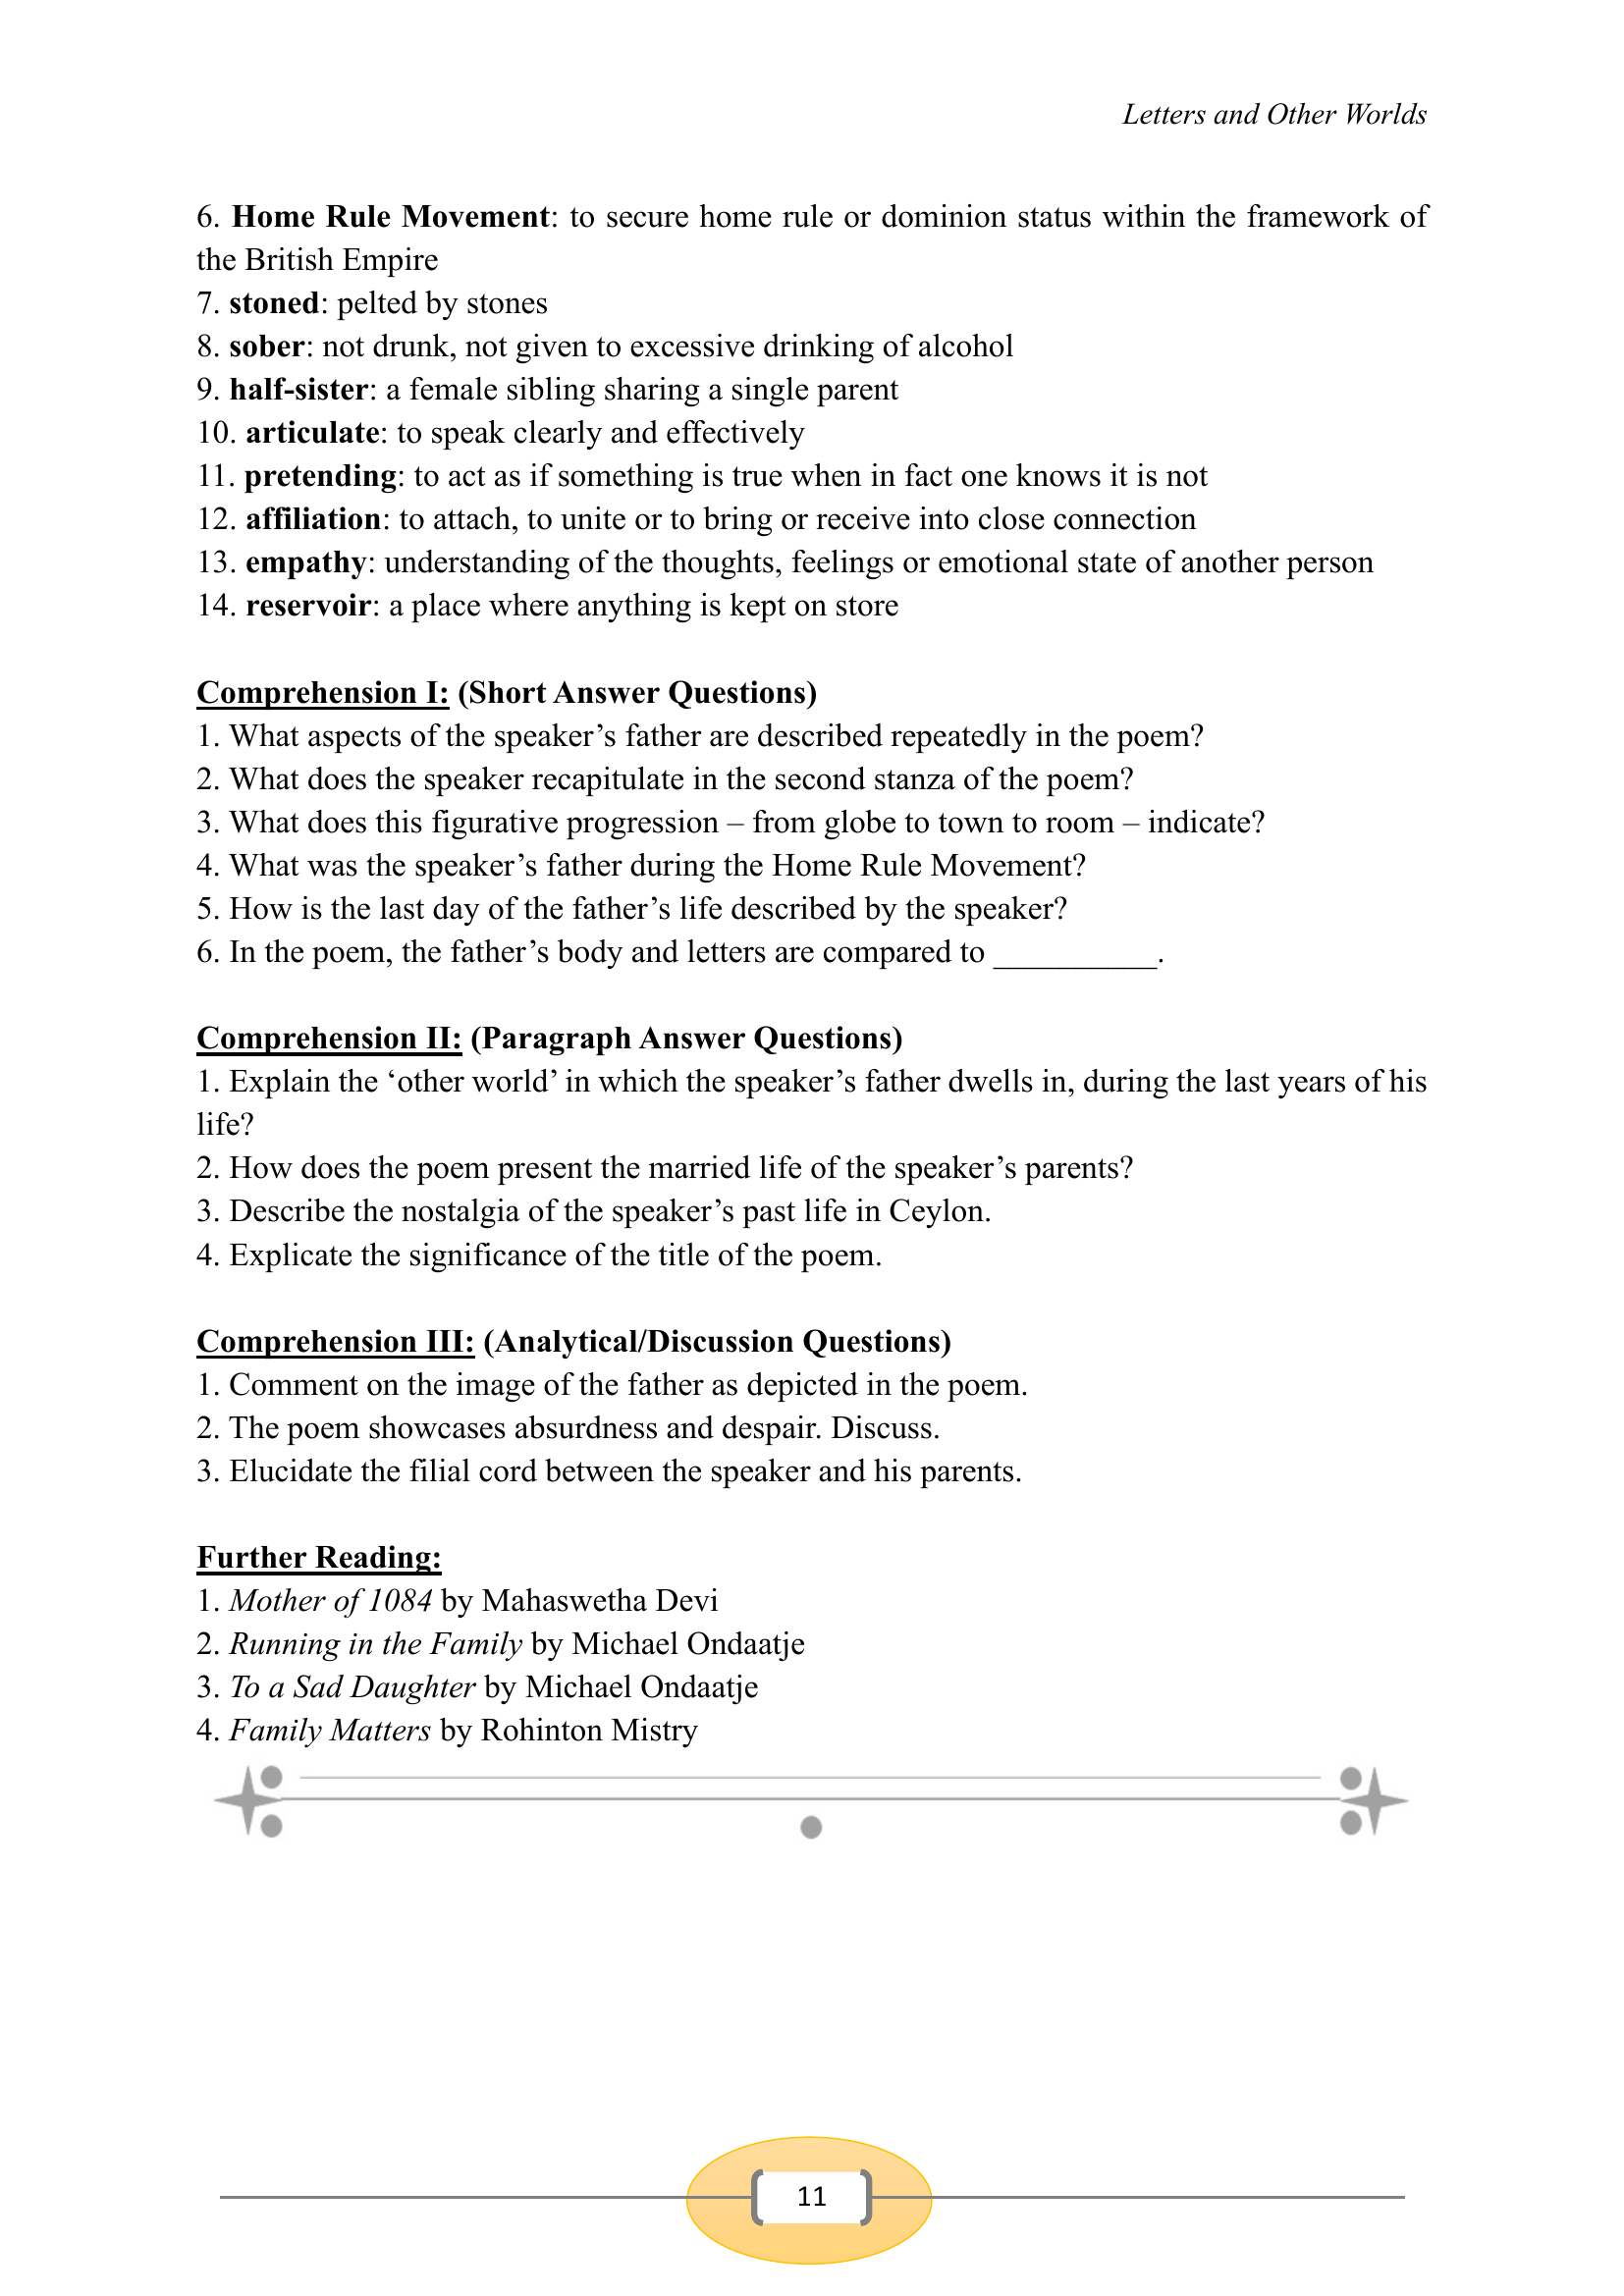 Letters and Other Worlds
6. Home Rule Movement: to secure home rule or dominion status within the framework of
the British Empire
7. stoned: pelted by stones
8. sober: not drunk, not given to excessive drinking of alcohol
9. half-sister: a female sibling sharing a single parent
10. articulate: to speak clearly and effectively
11. pretending: to act as if something is true when in fact one knows it is not
12. affiliation: to attach, to unite or to bring or receive into close connection
13. empathy: understanding of the thoughts, feelings or emotional state of another person
14. reservoir: a place where anything is kept on store
Comprehension I: (Short Answer Questions)
1. What aspects of the speaker’s father are described repeatedly in the poem?
2. What does the speaker recapitulate in the second stanza of the poem?
3. What does this figurative progression – from globe to town to room – indicate?
4. What was the speaker’s father during the Home Rule Movement?
5. How is the last day of the father’s life described by the speaker?
6. In the poem, the father’s body and letters are compared to __________.
Comprehension II: (Paragraph Answer Questions)
1. Explain the ‘other world’ in which the speaker’s father dwells in, during the last years of his
life?
2. How does the poem present the married life of the speaker’s parents?
3. Describe the nostalgia of the speaker’s past life in Ceylon.
4. Explicate the significance of the title of the poem.
Comprehension III: (Analytical/Discussion Questions)
1. Comment on the image of the father as depicted in the poem.
2. The poem showcases absurdness and despair. Discuss.
3. Elucidate the filial cord between the speaker and his parents.
Further Reading:
1. Mother of 1084 by Mahaswetha Devi
2. Running in the Family by Michael Ondaatje
3. To a Sad Daughter by Michael Ondaatje
4. Family Matters by Rohinton Mistry
11